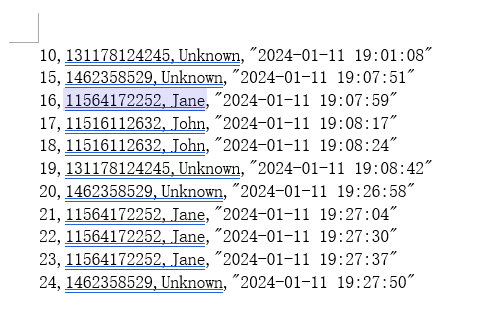 10, 131178124245, Unknown, "2024-01-11 19:01:08"
15, 1462358529, Unknown, "2024-01-11 19:07:51"
16, 11564172252, Jane, "2024-01-11 19:07:59"
17, 11516112632, John, "2024-01-11 19:08:17"
18, 11516112632, John, "2024-01-11 19:08:24"
19, 131178124245, Unknown, "2024-01-11 19:08:42"
20, 1462358529, Unknown, "2024-01-11 19:26:58"
21, 11564172252, Jane, "2024-01-11 19:27:04"
22, 11564172252, Jane, "2024-01-11 19:27:30"
23, 11564172252, Jane, "2024-01-11 19:27:37"
24, 1462358529, Unknown, "2024-01-11 19:27:50"